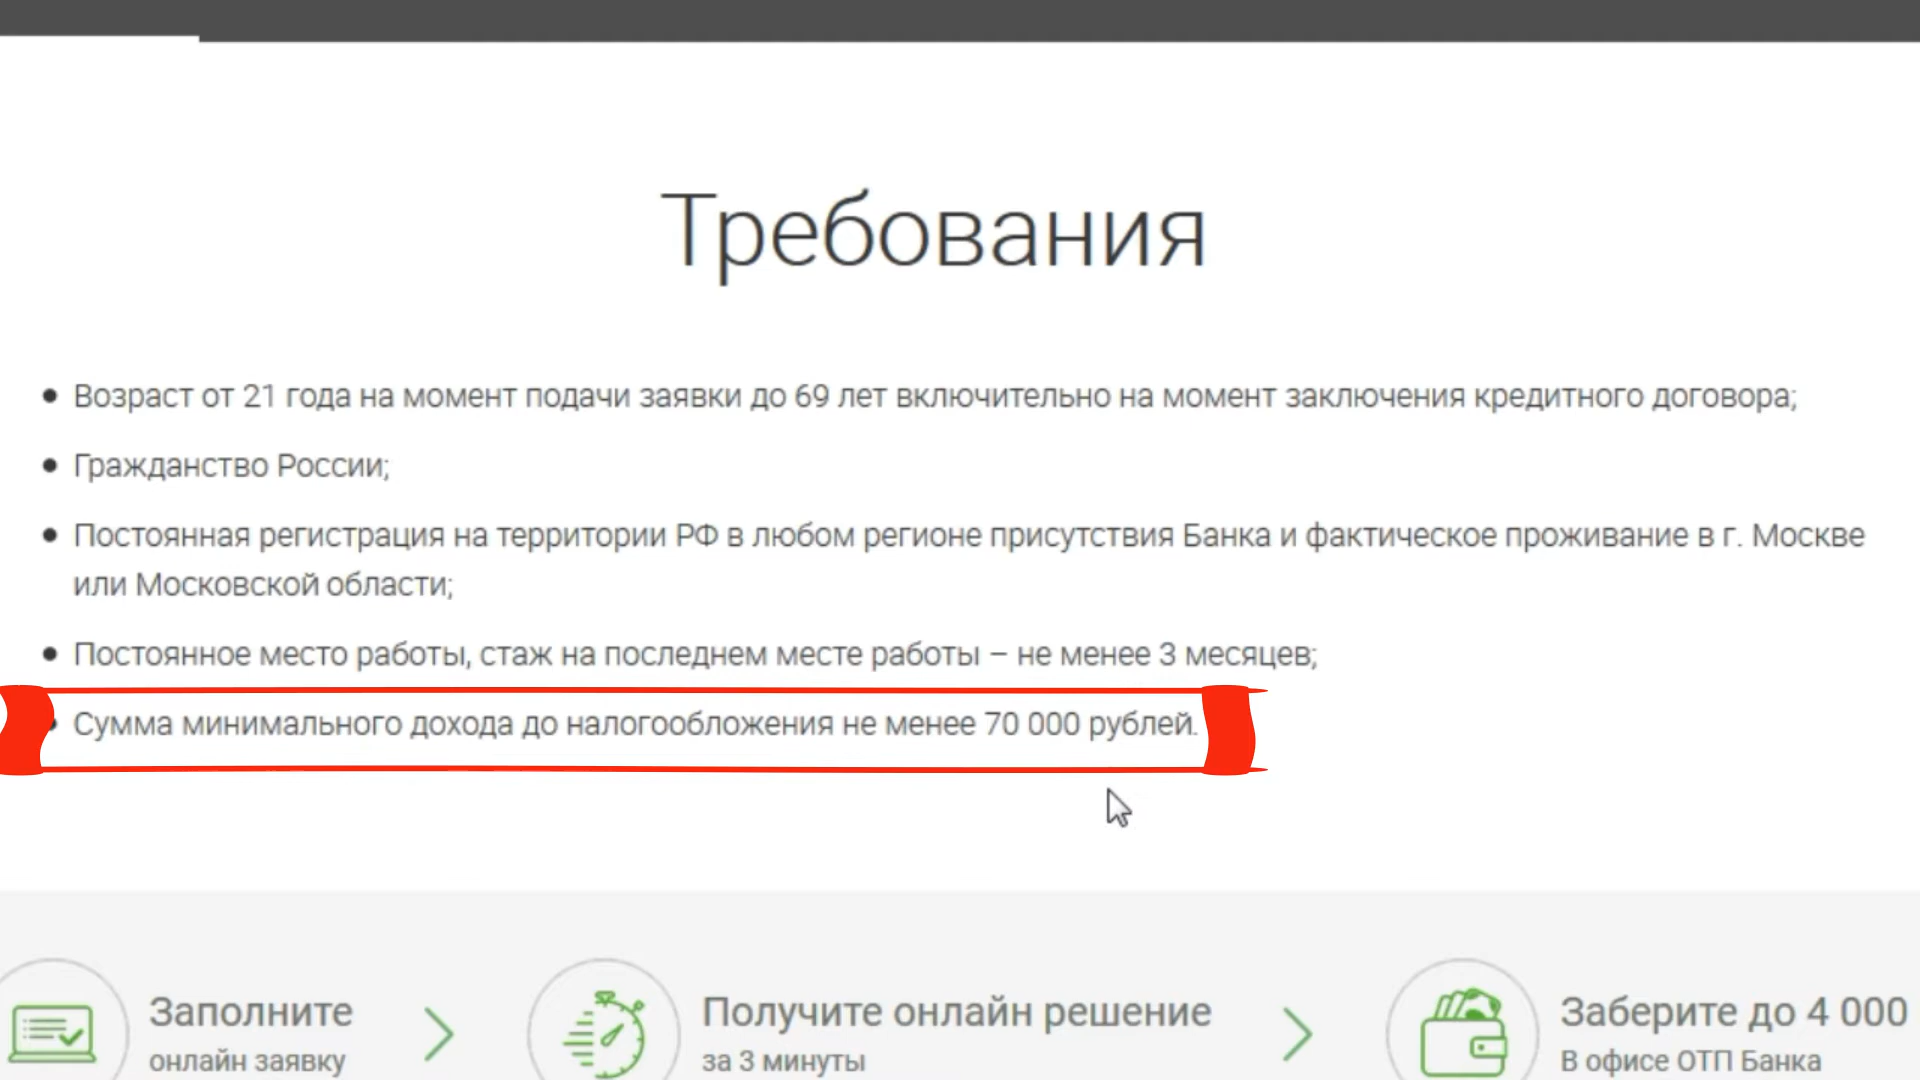 Требования
Возраст от 21 года на момент подачи заявки до 69 лет включительно на момент заключения кредитного договора;
Гражданство России;
Постоянная регистрация на территории РФ в любом регионе присутствия Банка и фактическое проживание в г. Москве
или Московской области;
Постоянное место работы, стаж на последнем месте работы – не менее 3 месяцев;
Сумма минимального дохода до налогообложения не менее 70 000 рублей.
Заполните
онлайн заявку
Получите онлайн решение
за 3 минуты
Заберите до 4 000
В офисе ОТП Банка